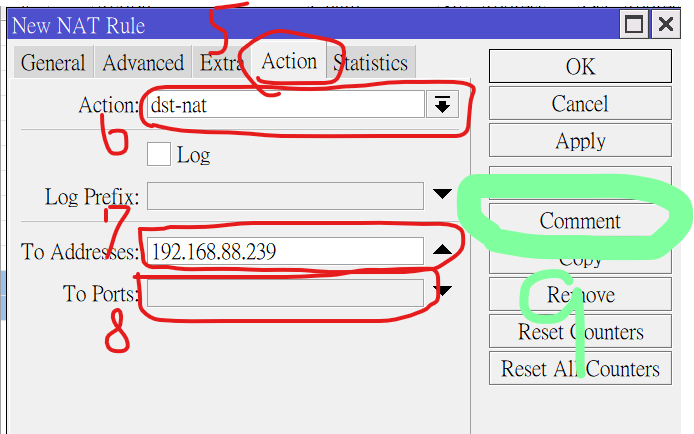 5
New NAT Rule
General Advanced Extra Action Statistics
OK
Action: dst-nat
Cancel
6
Apply
Log
Log Prefix:
7
Comment
To Addresses: 192.168.88.239
Copy
To Ports:
Remove
8
9
Reset Counters
Reset All Counters